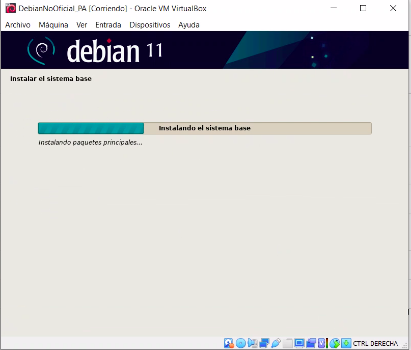 DebianNoOficial_PA [Corriendo] - Oracle VM VirtualBox
Archivo Máquina Ver Entrada Dispositivos Ayuda
debian 11
Instalar el sistema base
Instalando el sistema base
Instalando paquetes principales...
CTRL DERECHA